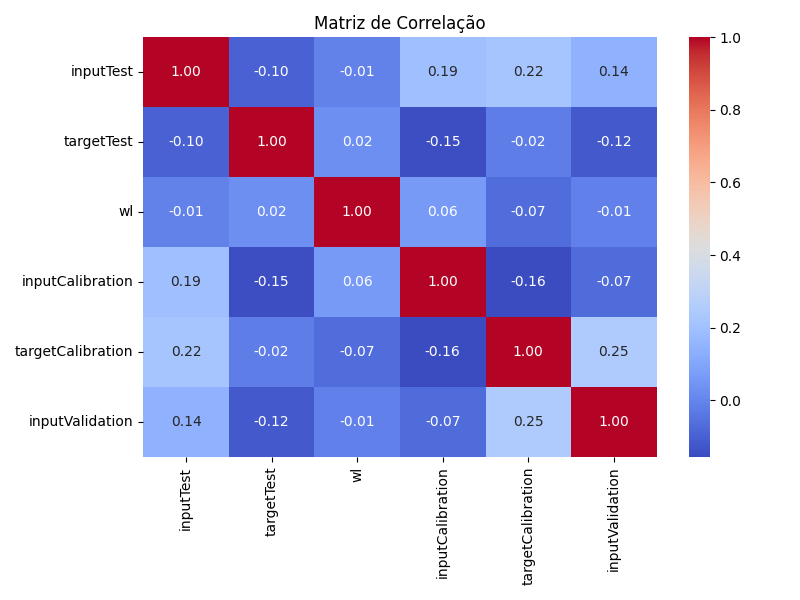 Matriz de Correlação
inputTest 1.00 -0.10 -0.01 0.19 0.22 0.14
targetTest -0.10 1.00 0.02 -0.15 -0.02 -0.12
wl -0.01 0.02 1.00 0.06 -0.07 -0.01
inputCalibration 0.19 -0.15 0.06 1.00 -0.16 -0.07
targetCalibration 0.22 -0.02 -0.07 -0.16 1.00 0.25
inputValidation 0.14 -0.12 -0.01 -0.07 0.25 1.00
inputTest
targetTest
wl
inputCalibration
targetCalibration
inputValidation
1.0
0.8
0.6
0.4
0.2
0.0